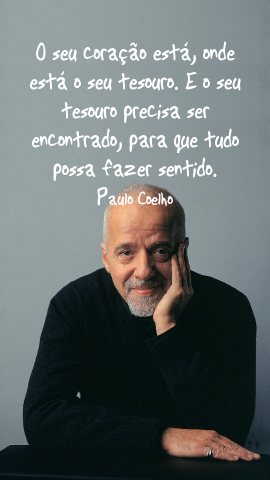 O seu coração está, onde
está o seu tesouro. E o seu
tesouro precisa ser
encontrado, para que tudo
possa fazer sentido.
Paulo Coelho